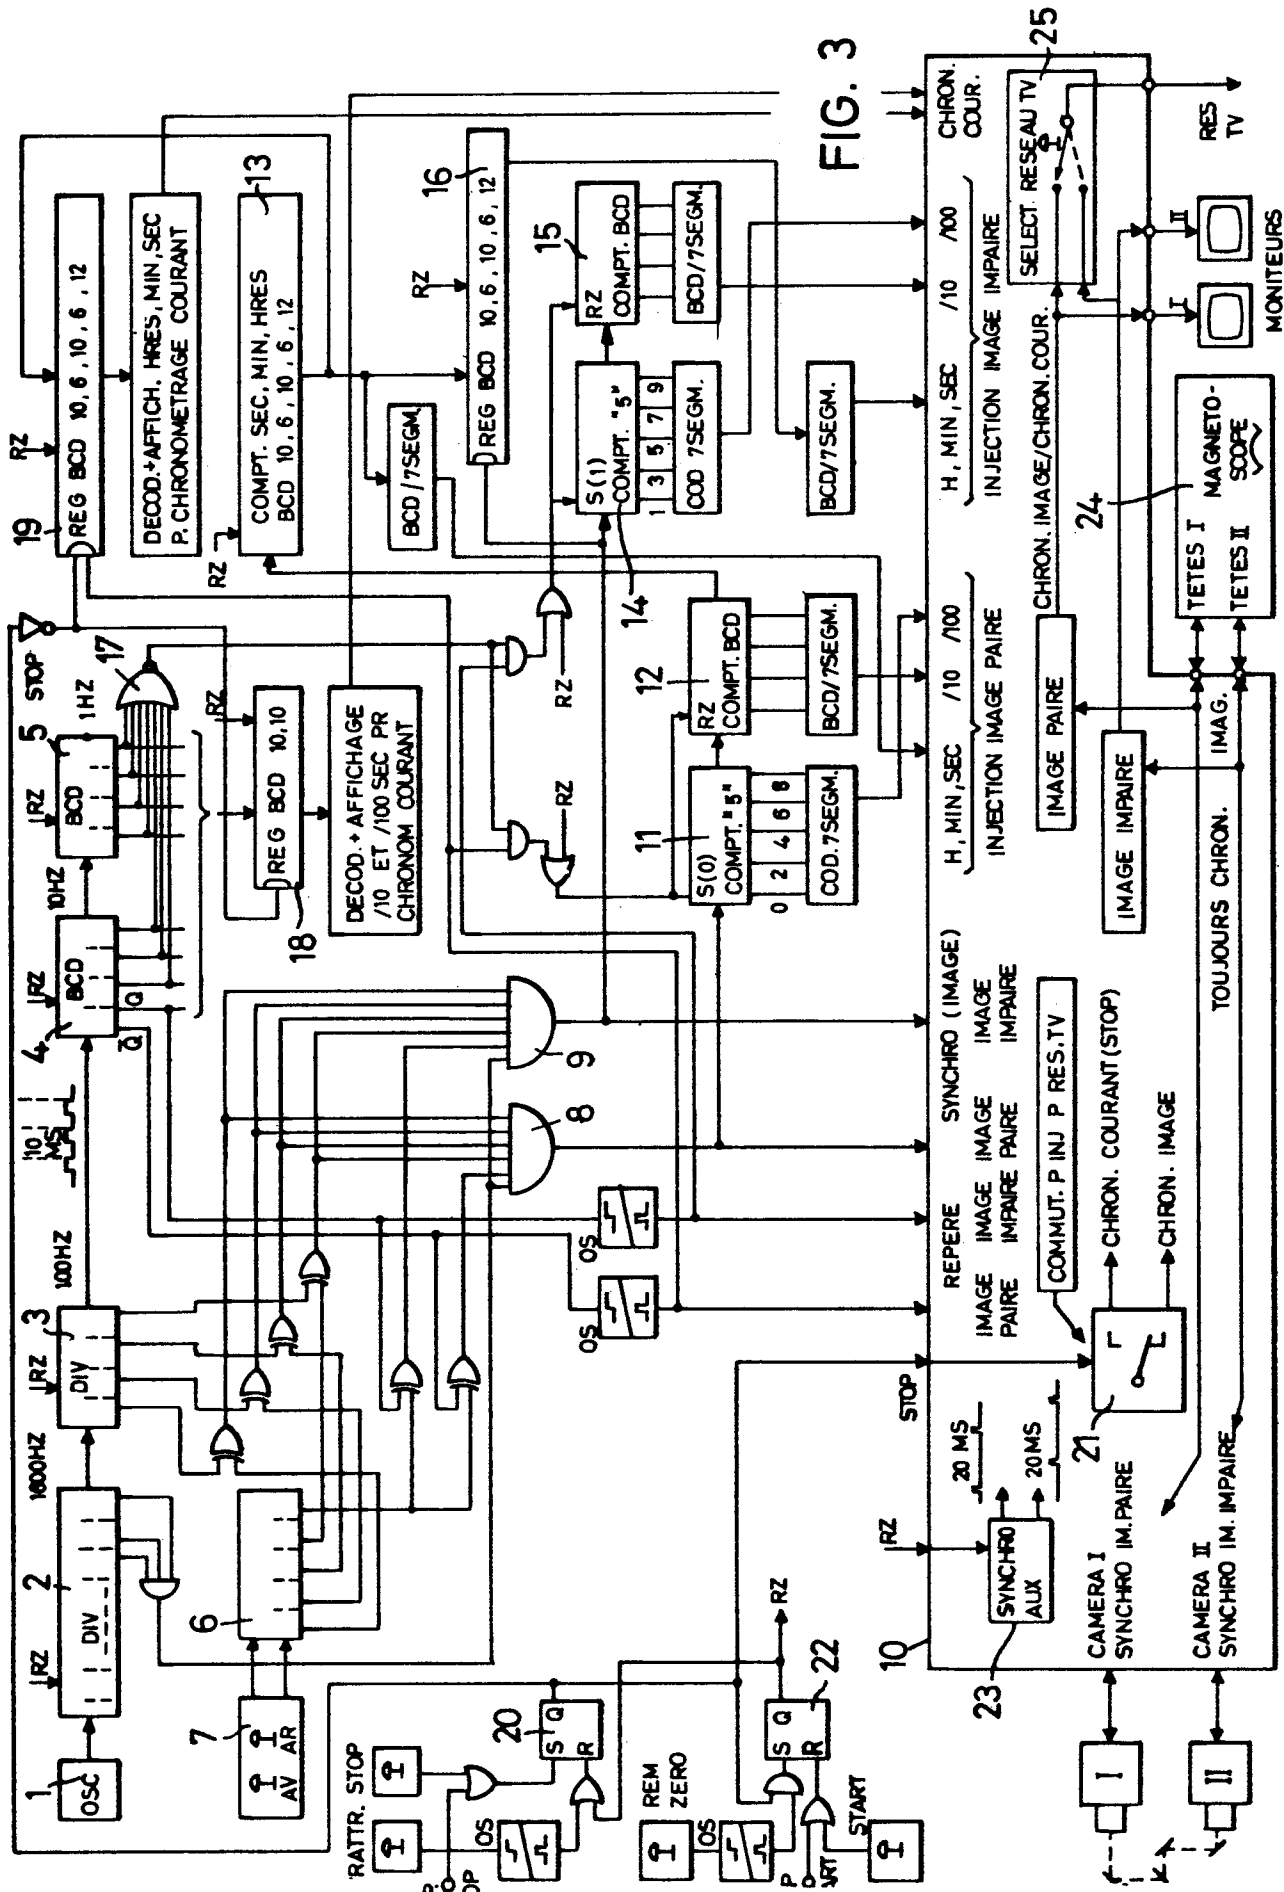 FIG. 3
1
OSC
RZ
2
DIV
1600HZ
RZ
3
DIV
100HZ
10
MS
RZ
4
BCD
Q̅
Q
10HZ
RZ
5
BCD
1HZ
17
STOP
RZ
19
REG BCD 10,6,10,6,12
DECOD.+AFFICH. HRES, MIN,SEC
P. CHRONOMETRAGE COURANT
RZ
13
COMPT. SEC, MIN, HRES
BCD 10,6,10,6,12
7
AV
AR
6
RZ
REG BCD 10,10
18
DECOD.+ AFFICHAGE
/10 ET /100 SEC PR
CHRONOM COURANT
BCD/7SEGM.
RZ
16
REG BCD 10,6,10,6,12
9
8
RZ
RZ
S(1)
COMPT. "5"
14
1 3 5 7 9
COD 7SEGM.
RZ
15
COMPT. BCD
BCD/7SEGM.
BCD/7SEGM.
OS
OS
11
S(0)
COMPT. "5"
0 2 4 6 8
COD. 7SEGM.
12
RZ
COMPT. BCD
BCD/7SEGM.
RATTR. STOP
OS
20
S
Q
R
REM
ZERO
OS
START
22
S
Q
R
RZ
10
RZ
STOP
REPERE
IMAGE
PAIRE
IMAGE
IMPAIRE
SYNCHRO (IMAGE)
IMAGE
PAIRE
IMAGE
IMPAIRE
H, MIN,SEC
/10
/100
INJECTION IMAGE PAIRE
H, MIN, SEC
/10
/100
INJECTION IMAGE IMPAIRE
CHRON.
COUR.
SYNCHRO
AUX
23
20 MS
20MS
COMMUT. P INJ P RES.TV
21
CHRON. COURANT(STOP)
CHRON. IMAGE
IMAGE PAIRE
IMAGE IMPAIRE
CHRON. IMAGE/CHRON. COUR.
SELECT. RESEAU TV
25
CAMERA I
SYNCHRO IM.PAIRE
CAMERA II
SYNCHRO IM. IMPAIRE
TOUJOURS CHRON. IMAG.
24
TETES I
TETES II
MAGNETO-
SCOPE
I
II
I
II
MONITEURS
RES
TV